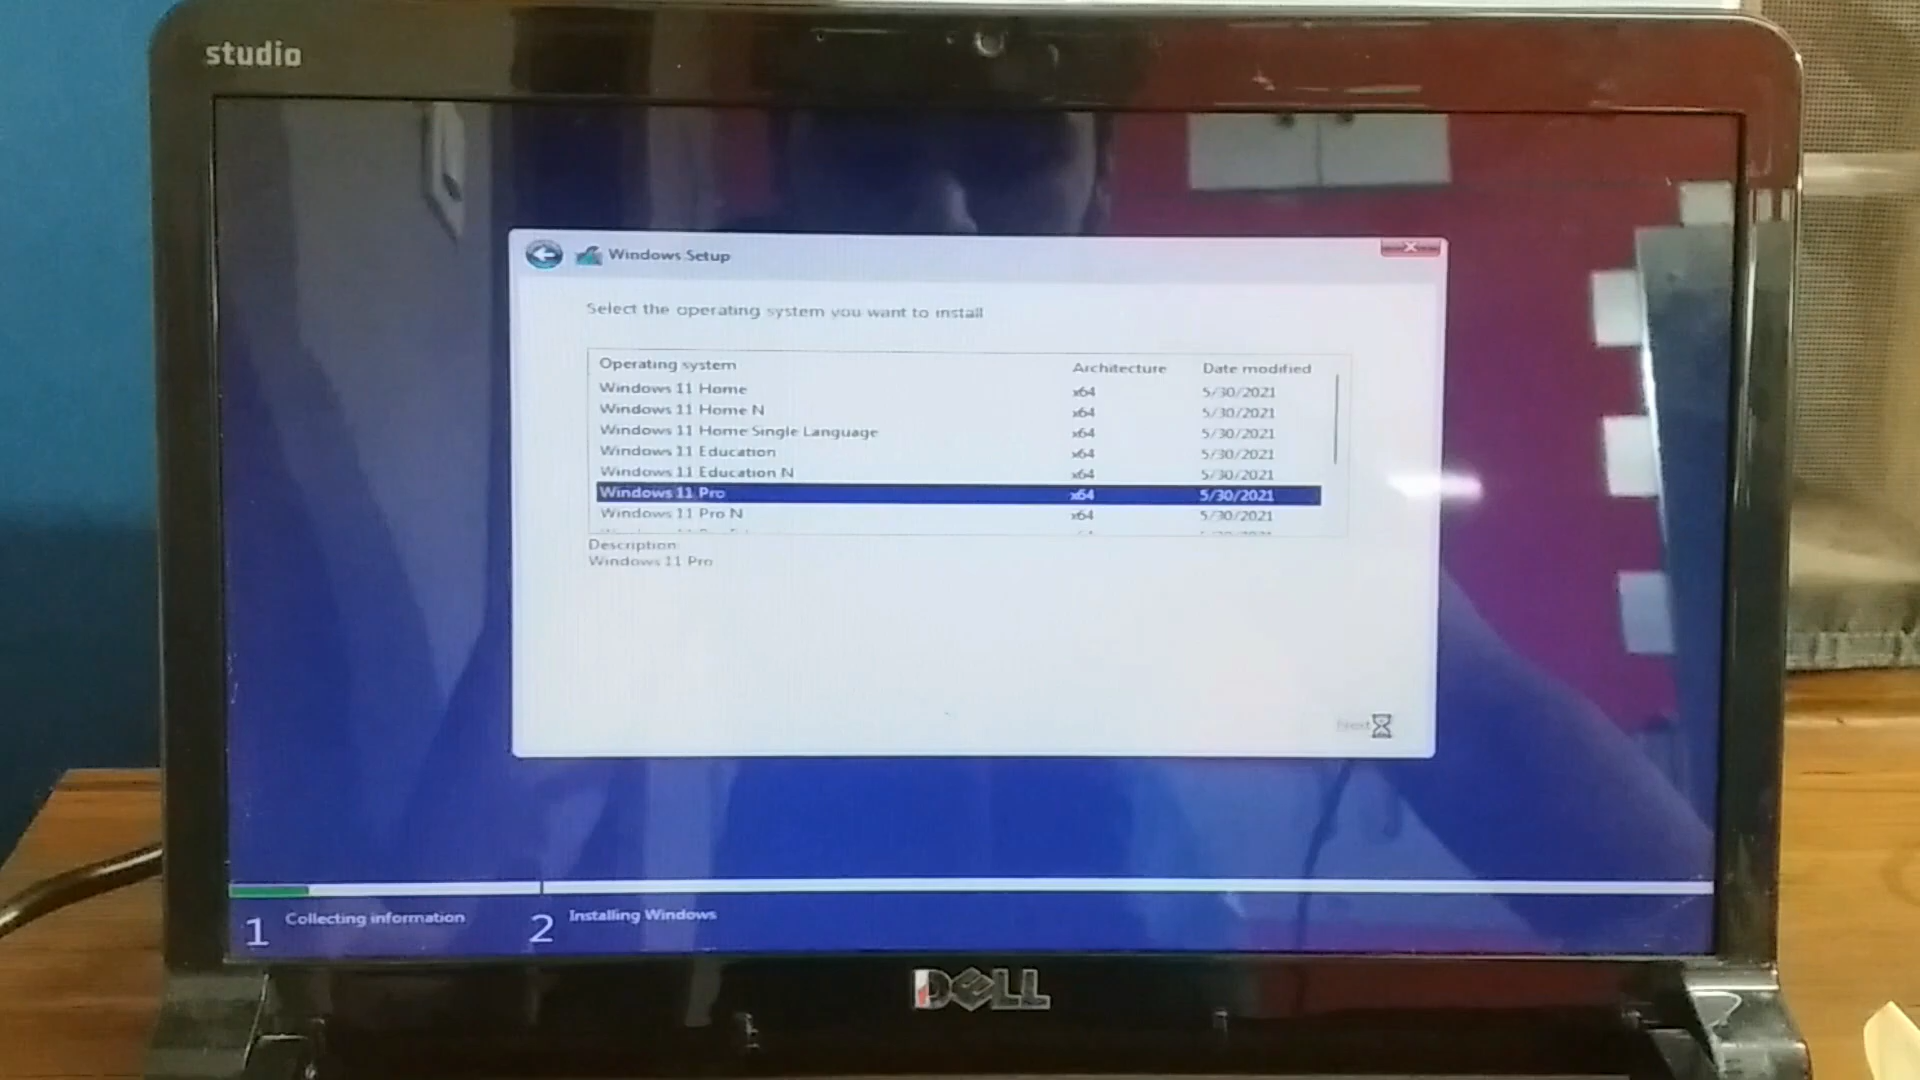 studio
Windows Setup
Select the operating system you want to install
Operating system Architecture Date modified
Windows 11 Home x64 5/30/2021
Windows 11 Home N x64 5/30/2021
Windows 11 Home Single Language x64 5/30/2021
Windows 11 Education x64 5/30/2021
Windows 11 Education N x64 5/30/2021
Windows 11 Pro x64 5/30/2021
Windows 11 Pro N x64 5/30/2021
Description:
Windows 11 Pro
Next
1 Collecting information 2 Installing Windows
DELL